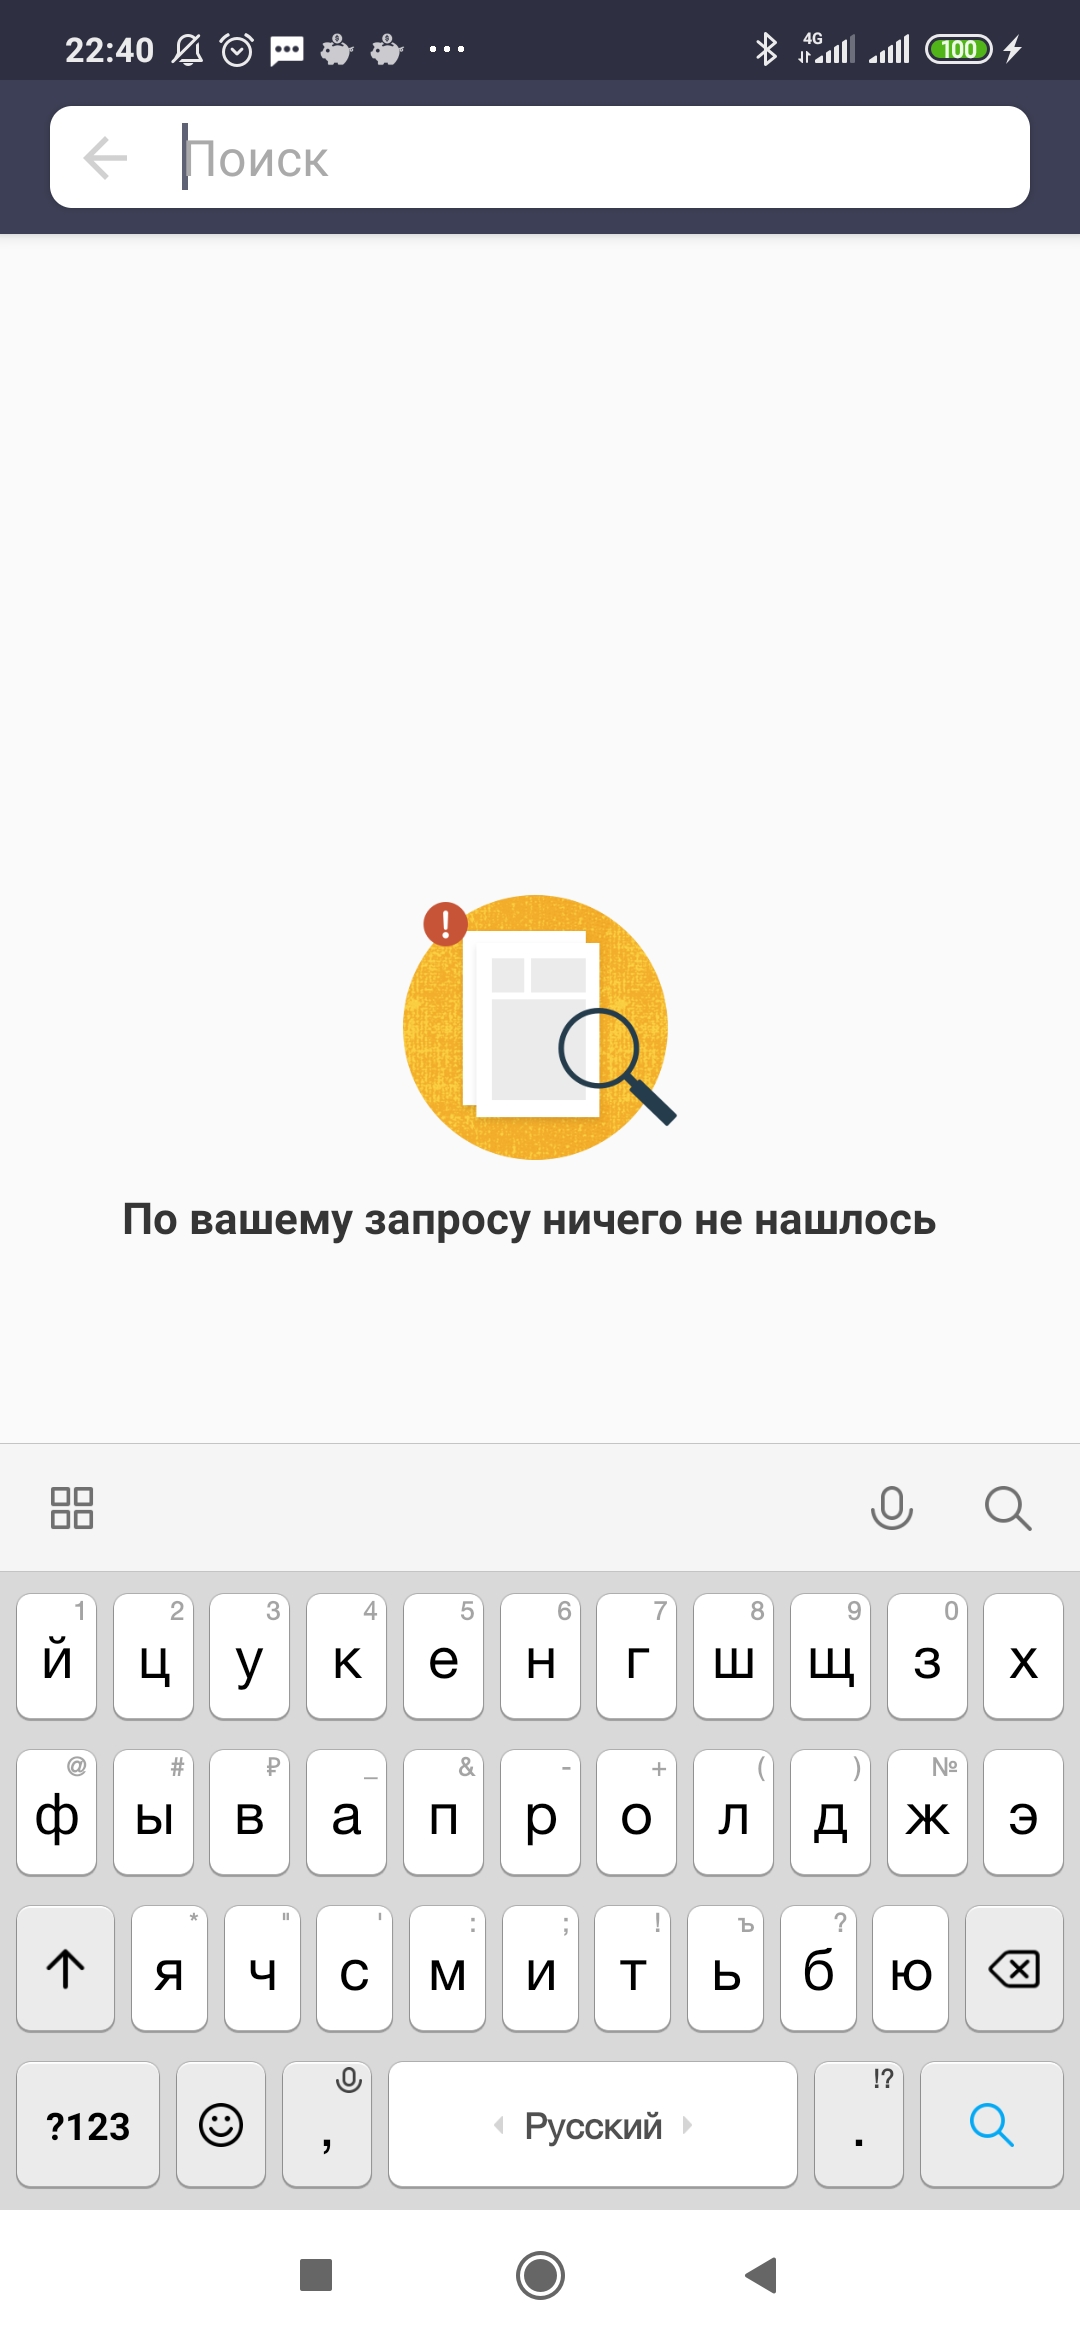 22:40 4G 100
Поиск
!
По вашему запросу ничего не нашлось
1 2 3 4 5 6 7 8 9 0
й ц у к е н г ш щ з х
@ # ₽ _ & - + ( ) №
ф ы в а п р о л д ж э
* " ' : ; ! ъ ?
я ч с м и т ь б ю
!?
?123 , Русский .